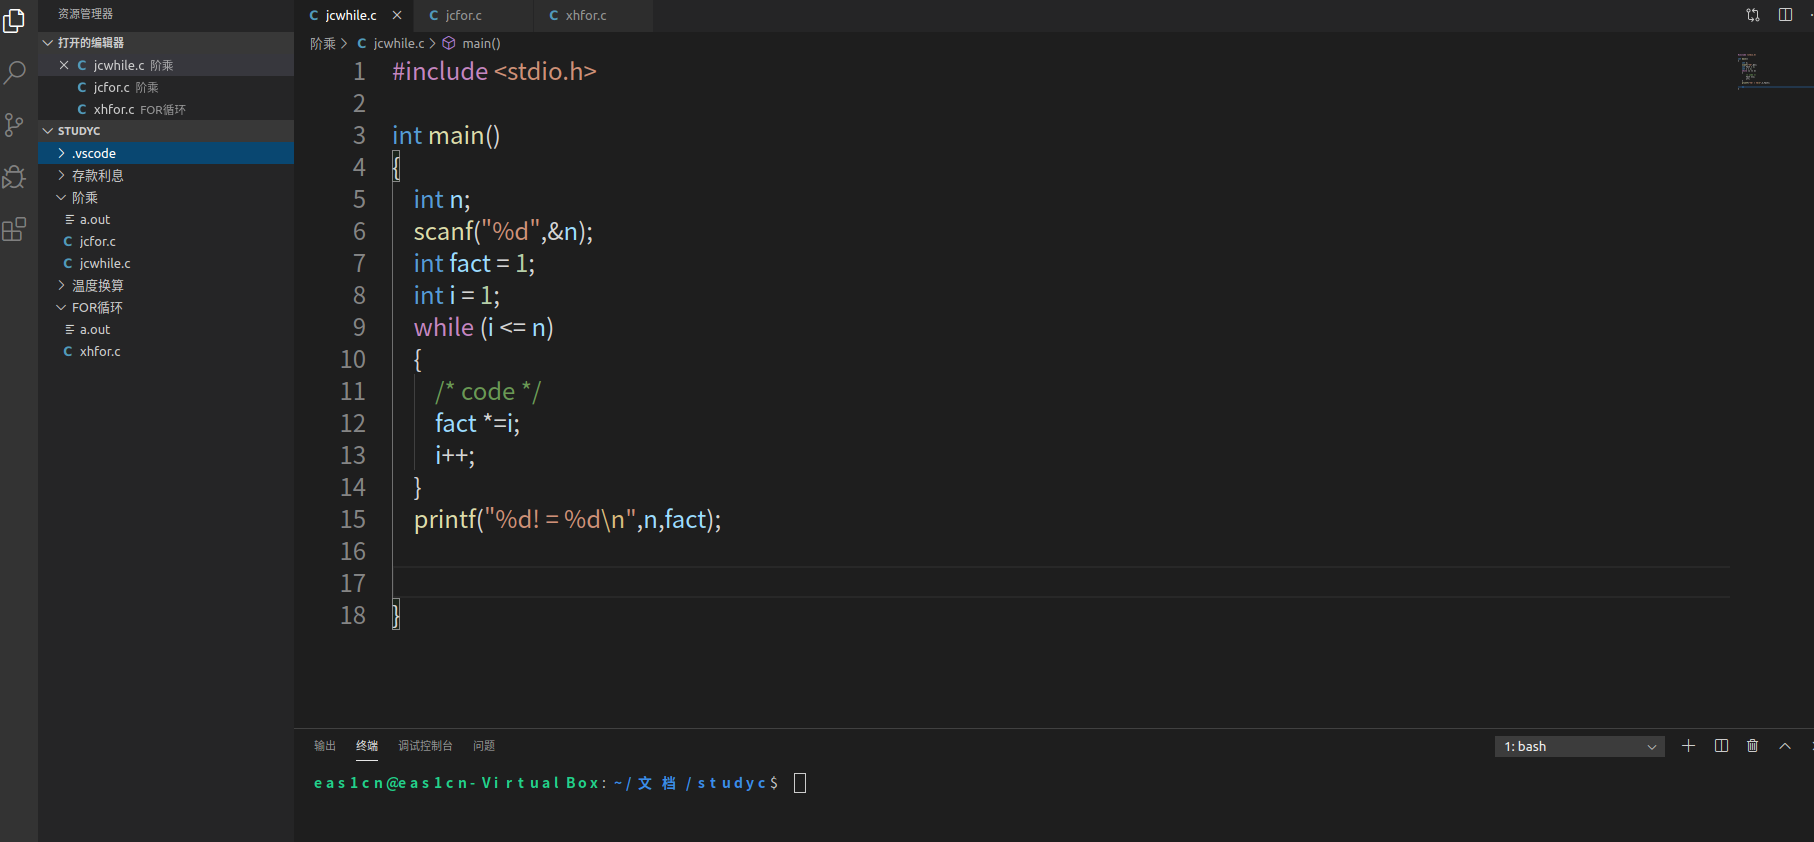 资源管理器
打开的编辑器
jcwhile.c 阶乘
jcfor.c 阶乘
xhfor.c FOR循环
STUDYC
.vscode
存款利息
阶乘
a.out
jcfor.c
jcwhile.c
温度换算
FOR循环
a.out
xhfor.c
jcwhile.c jcfor.c xhfor.c
阶乘 > jcwhile.c > main()
1 #include <stdio.h>
2
3 int main()
4 {
5 int n;
6 scanf("%d",&n);
7 int fact = 1;
8 int i = 1;
9 while (i <= n)
10 {
11 /* code */
12 fact *=i;
13 i++;
14 }
15 printf("%d! = %d\n",n,fact);
16
17
18 }
输出 终端 调试控制台 问题
1: bash
eas1cn@eas1cn-VirtualBox:~/文档/studyc$